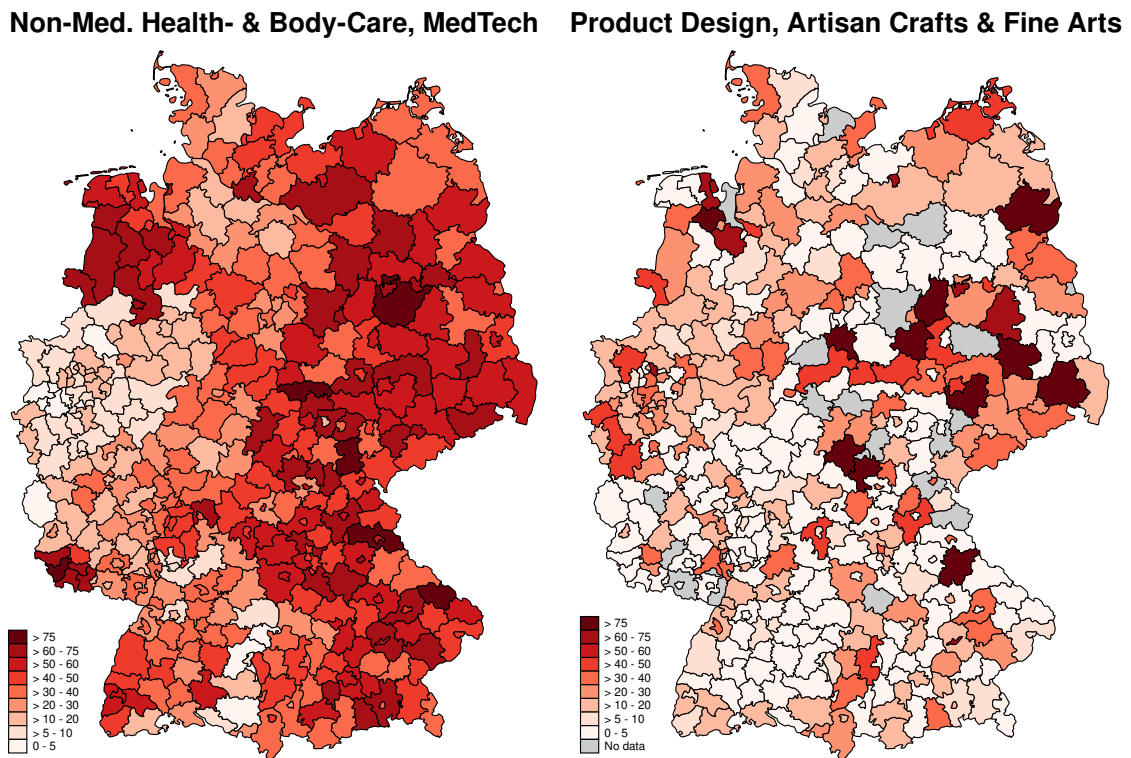 Non-Med. Health- & Body-Care, MedTech
Product Design, Artisan Crafts & Fine Arts
> 75
> 60 - 75
> 50 - 60
> 40 - 50
> 30 - 40
> 20 - 30
> 10 - 20
> 5 - 10
0 - 5
> 75
> 60 - 75
> 50 - 60
> 40 - 50
> 30 - 40
> 20 - 30
> 10 - 20
> 5 - 10
0 - 5
No data